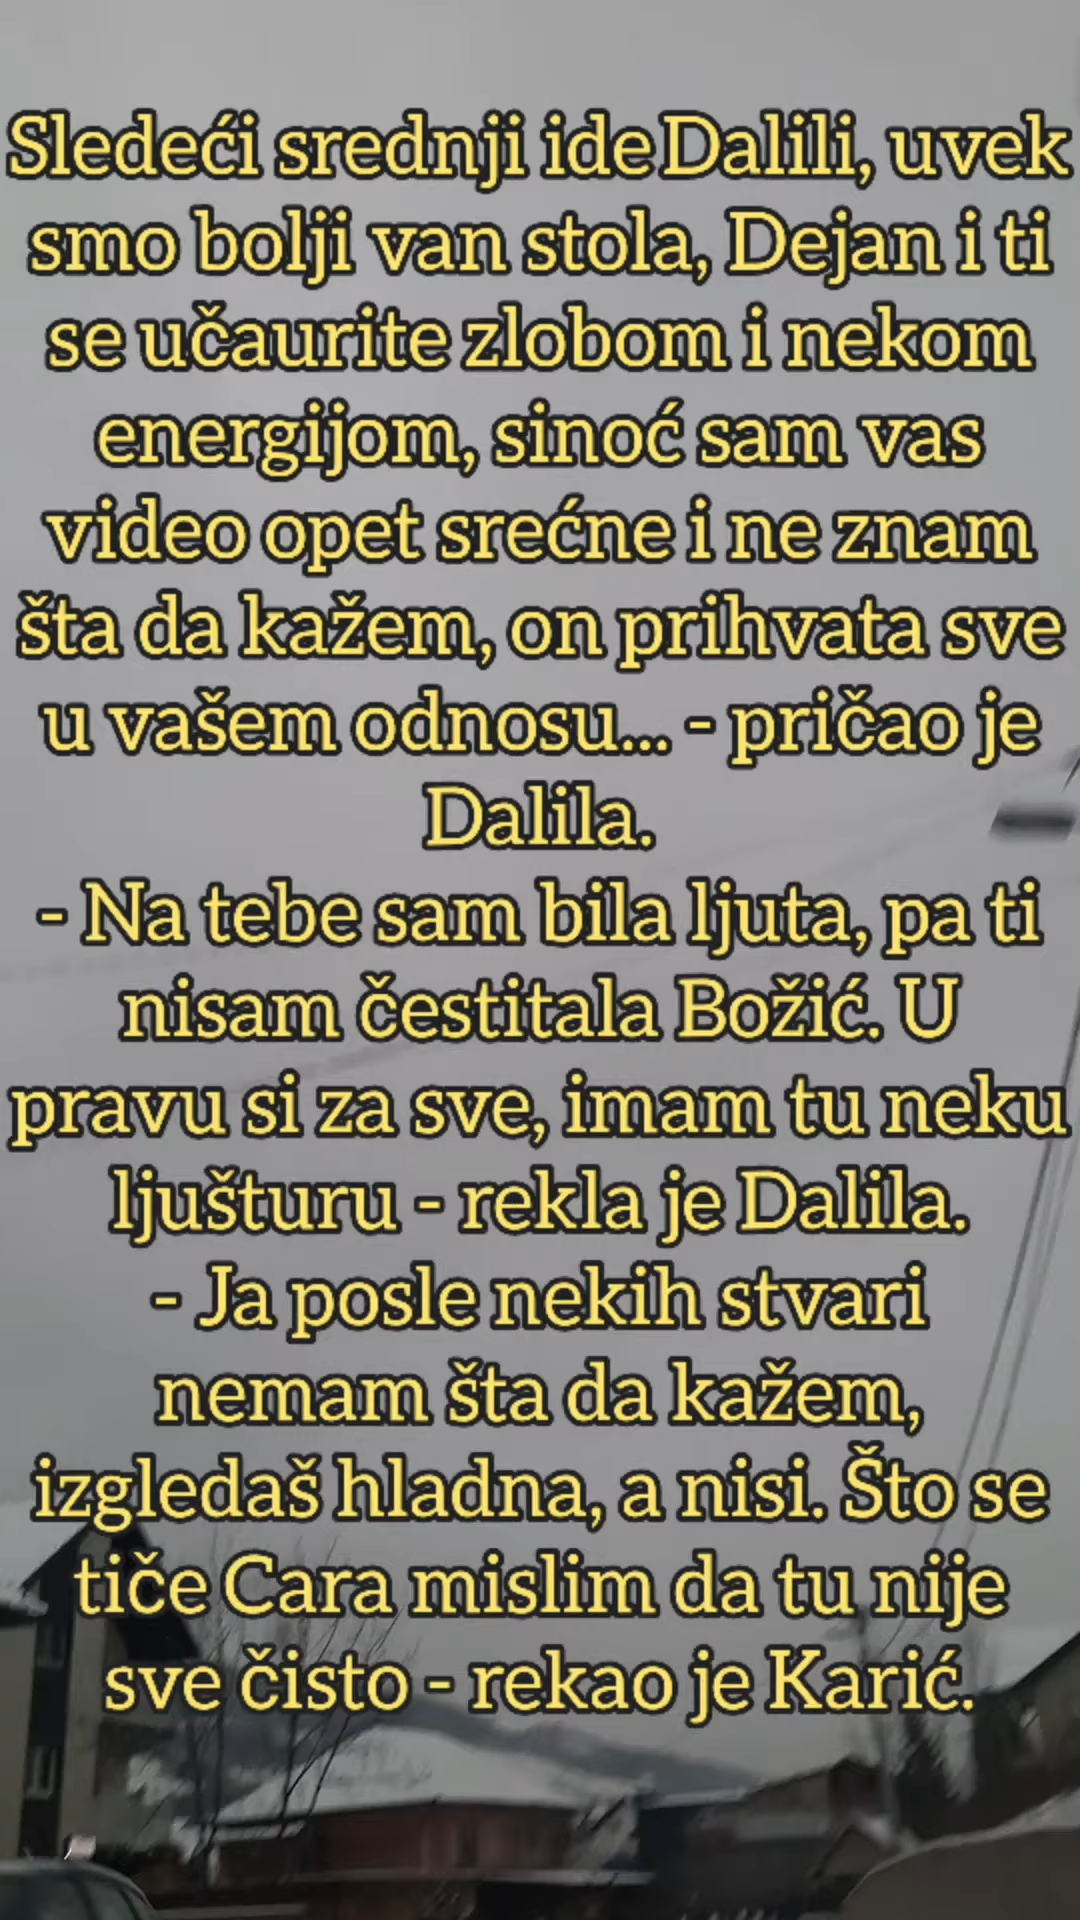 Sledeći srednji ide Dalili, uvek
smo bolji van stola, Dejan i ti
se učaurite zlobom i nekom
energijom, sinoć sam vas
video opet srećne i ne znam
šta da kažem, on prihvata sve
u vašem odnosu... - pričao je
Dalila.
- Na tebe sam bila ljuta, pa ti
nisam čestitala Božić. U
pravu si za sve, imam tu neku
ljušturu - rekla je Dalila.
- Ja posle nekih stvari
nemam šta da kažem,
izgledaš hladna, a nisi. Što se
tiče Cara mislim da tu nije
sve čisto - rekao je Karić.